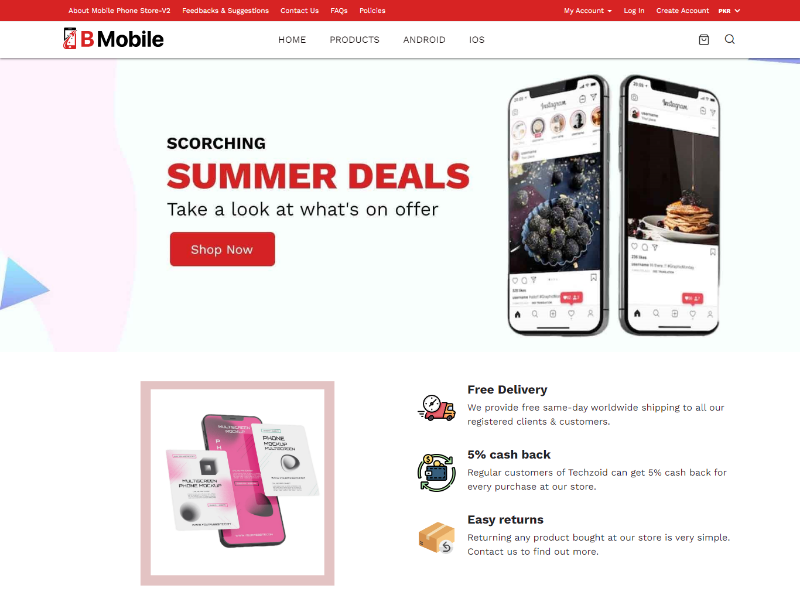 About Mobile Phone Store-V2 Feedbacks & Suggestions Contact Us FAQs Policies My Account Log In Create Account PKR
B Mobile HOME PRODUCTS ANDROID IOS
SCORCHING
SUMMER DEALS
Take a look at what's on offer
Shop Now
Instagram
Instagram
Free Delivery
We provide free same-day worldwide shipping to all our
registered clients & customers.
5% cash back
Regular customers of Techzoid can get 5% cash back for
every purchase at our store.
Easy returns
Returning any product bought at our store is very simple.
Contact us to find out more.
MULTISCREEN
PHONE MOCKUP
PHONE
MOCKUP
MULTISCREEN